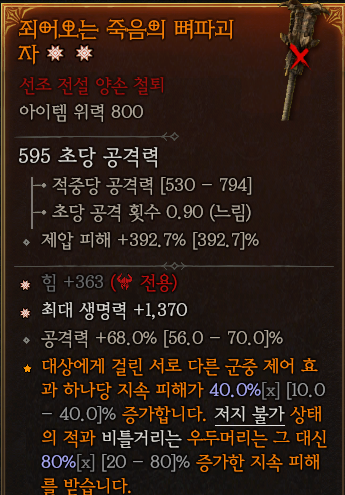 죄어오는 죽음의 뼈파괴
자
선조 전설 양손 철퇴
아이템 위력 800
595 초당 공격력
적중당 공격력 [530 - 794]
초당 공격 횟수 0.90 (느림)
제압 피해 +392.7% [392.7]%
힘 +363 ( 전용)
최대 생명력 +1,370
공격력 +68.0% [56.0 - 70.0]%
대상에게 걸린 서로 다른 군중 제어 효
과 하나당 지속 피해가 40.0%[x] [10.0
- 40.0]% 증가합니다. 저지 불가 상태
의 적과 비틀거리는 우두머리는 그 대신
80%[x] [20 - 80]% 증가한 지속 피해
를 받습니다.